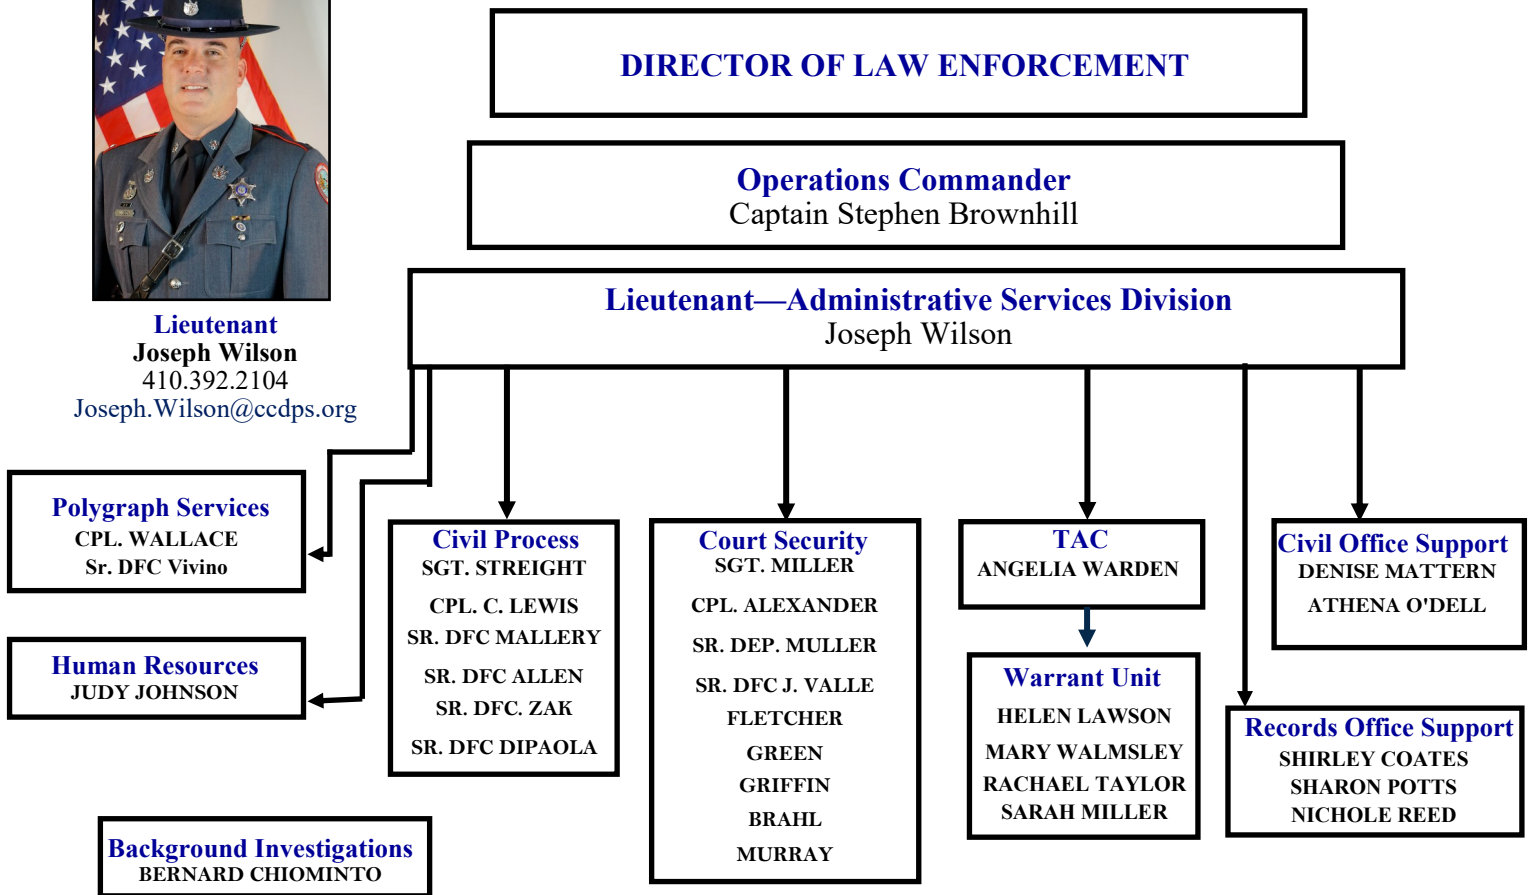 DIRECTOR OF LAW ENFORCEMENT
Operations Commander
Captain Stephen Brownhill
Lieutenant—Administrative Services Division
Joseph Wilson
Lieutenant
Joseph Wilson
410.392.2104
Joseph.Wilson@ccdps.org
Polygraph Services
CPL. WALLACE
Sr. DFC Vivino
Human Resources
JUDY JOHNSON
Background Investigations
BERNARD CHIOMINTO
Civil Process
SGT. STREIGHT
CPL. C. LEWIS
SR. DFC MALLERY
SR. DFC ALLEN
SR. DFC. ZAK
SR. DFC DIPAOLA
Court Security
SGT. MILLER
CPL. ALEXANDER
SR. DEP. MULLER
SR. DFC J. VALLE
FLETCHER
GREEN
GRIFFIN
BRAHL
MURRAY
TAC
ANGELIA WARDEN
Warrant Unit
HELEN LAWSON
MARY WALMSLEY
RACHAEL TAYLOR
SARAH MILLER
Civil Office Support
DENISE MATTERN
ATHENA O'DELL
Records Office Support
SHIRLEY COATES
SHARON POTTS
NICHOLE REED